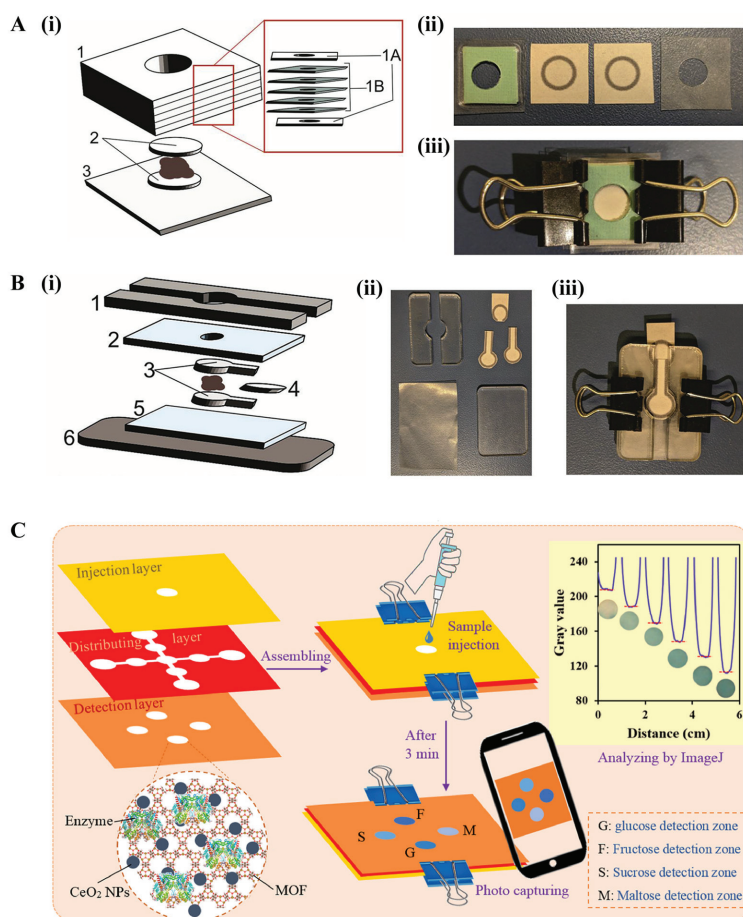 A (i)
1
1A
1B
2
3
(ii)
(iii)
B (i)
1
2
3
4
5
6
(ii)
(iii)
C
Injection layer
Distributing layer
Detection layer
Enzyme
CeO2 NPs
MOF
Assembling
Sample
injection
After
3 min
F
S
M
G
Photo capturing
Gray value
240
200
160
120
80
0 2 4 6
Distance (cm)
Analyzing by ImageJ
G: glucose detection zone
F: Fructose detection zone
S: Sucrose detection zone
M: Maltose detection zone